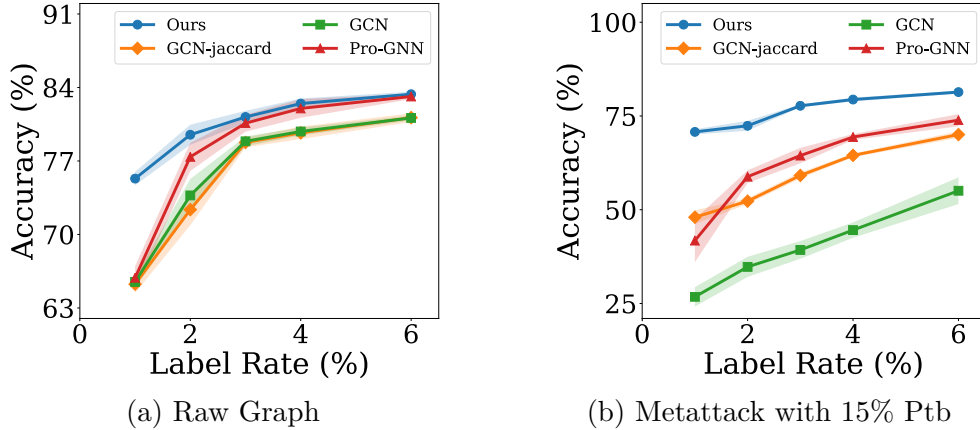 91
84
77
70
63
Accuracy (%)
Ours
GCN-jaccard
GCN
Pro-GNN
0
2
4
6
Label Rate (%)
(a) Raw Graph
100
75
50
25
Accuracy (%)
Ours
GCN-jaccard
GCN
Pro-GNN
0
2
4
6
Label Rate (%)
(b) Metattack with 15% Ptb